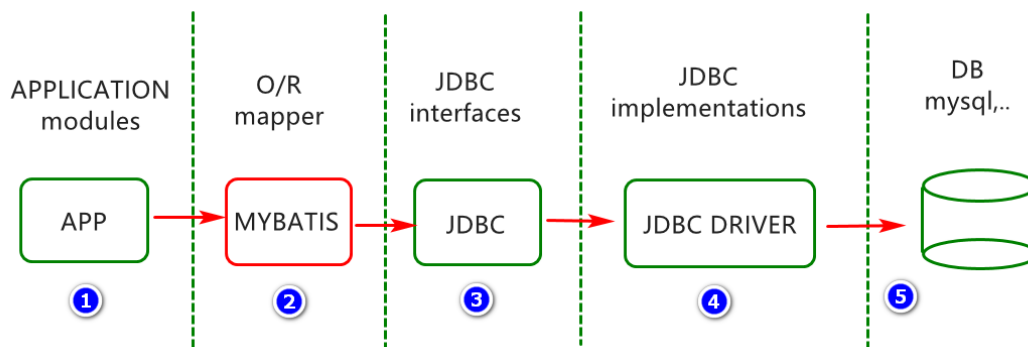 APPLICATION
modules
O/R
mapper
JDBC
interfaces
JDBC
implementations
DB
mysql,..
APP
MYBATIS
JDBC
JDBC DRIVER
1
2
3
4
5